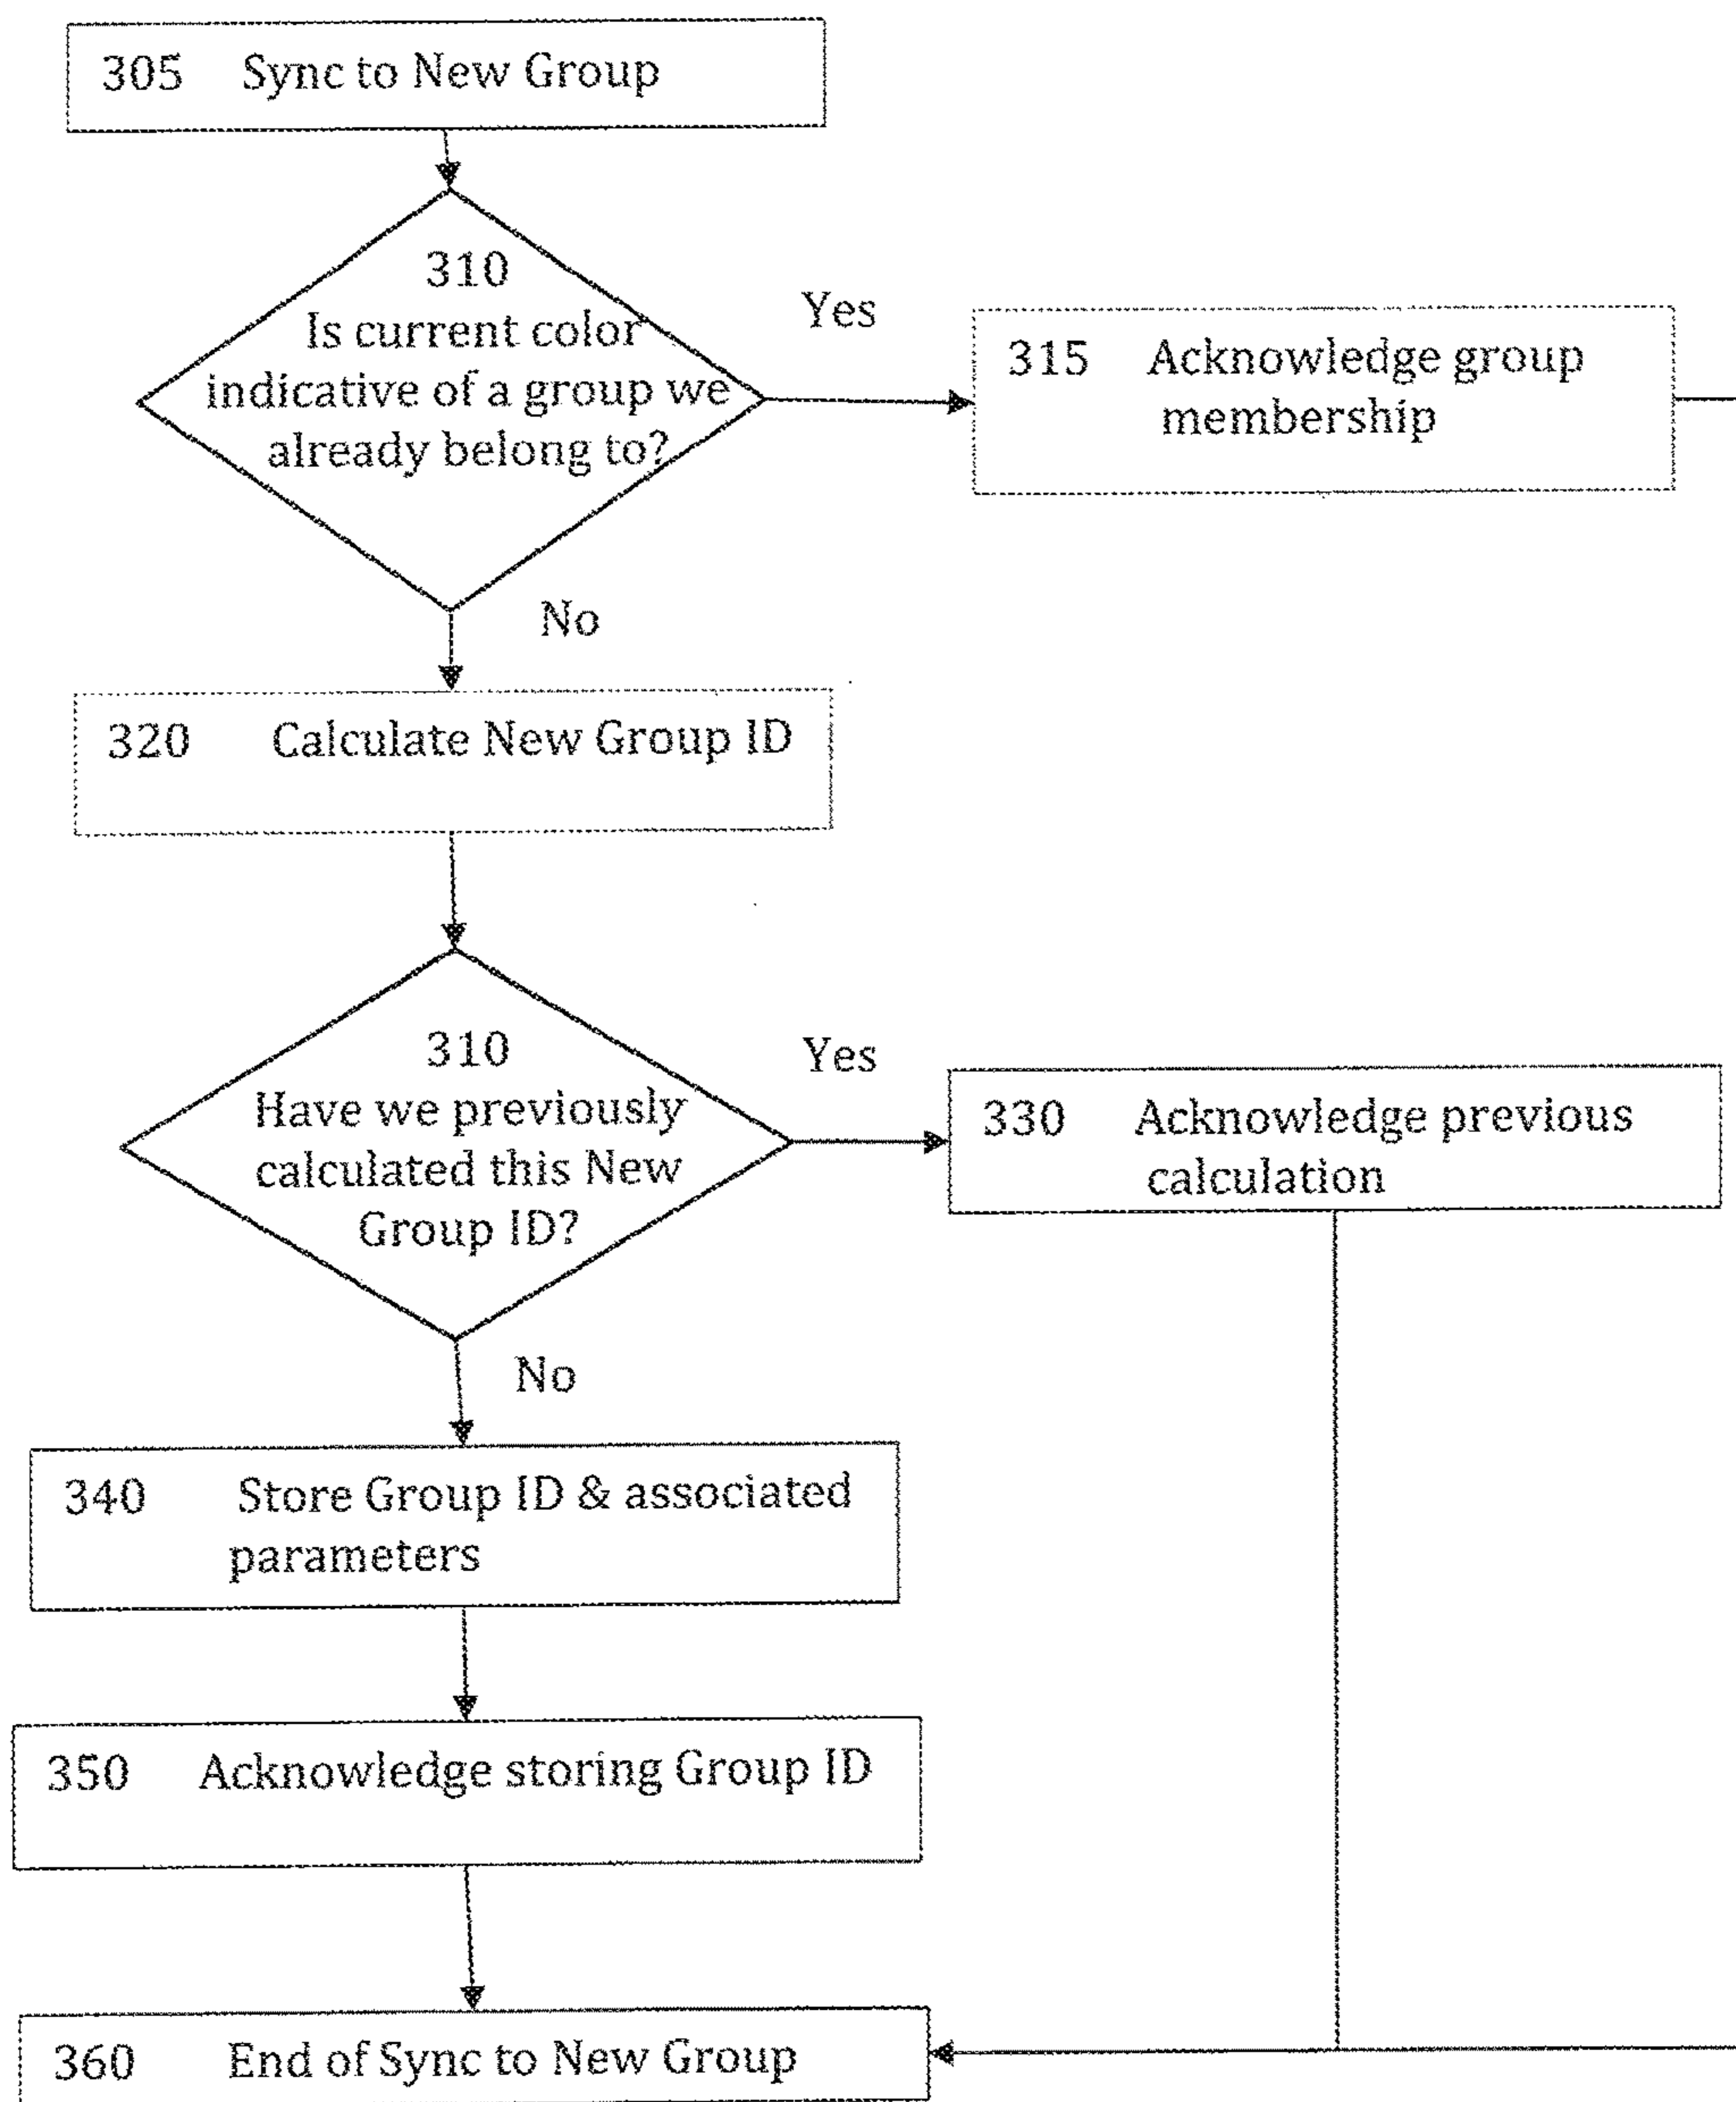 305 Sync to New Group
310
Is current color
indicative of a group we
already belong to?
Yes
315 Acknowledge group
membership
No
320 Calculate New Group ID
310
Have we previously
calculated this New
Group ID?
Yes
330 Acknowledge previous
calculation
No
340 Store Group ID & associated
parameters
350 Acknowledge storing Group ID
360 End of Sync to New Group